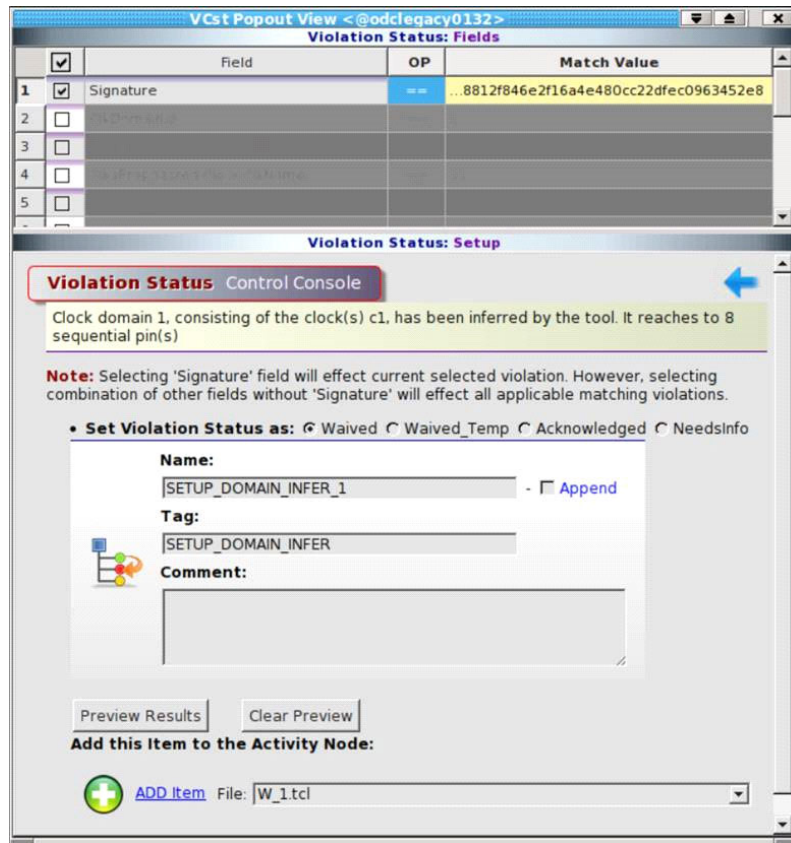 VCst Popout View <@odclegacy0132>
Violation Status: Fields
Field OP Match Value
1 Signature == ...8812f846e2f16a4e480cc22dfec0963452e8
2
3
4
5
Violation Status: Setup
Violation Status Control Console
Clock domain 1, consisting of the clock(s) c1, has been inferred by the tool. It reaches to 8
sequential pin(s)
Note: Selecting 'Signature' field will effect current selected violation. However, selecting
combination of other fields without 'Signature' will effect all applicable matching violations.
• Set Violation Status as: Waived Waived_Temp Acknowledged NeedsInfo
Name:
SETUP_DOMAIN_INFER_1 - Append
Tag:
SETUP_DOMAIN_INFER
Comment:
Preview Results Clear Preview
Add this Item to the Activity Node:
ADD Item File: W_1.tcl